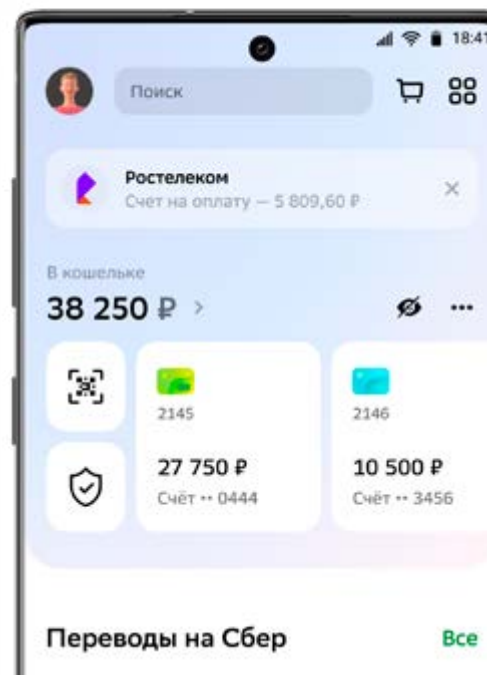 18:41
Поиск
Ростелеком
Счет на оплату — 5 809,60 ₽
В кошельке
38 250 ₽
2145
2146
27 750 ₽
10 500 ₽
Счёт •• 0444
Счёт •• 3456
Переводы на Сбер
Все